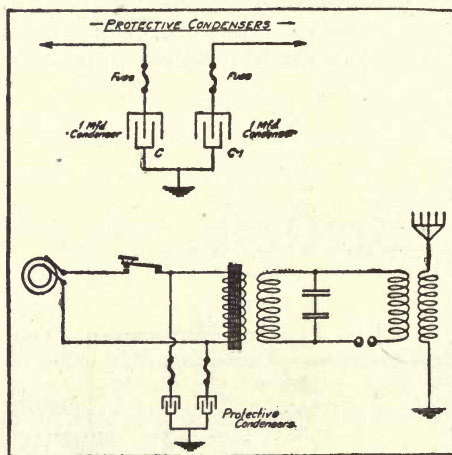 — PROTECTIVE CONDENSERS —
Fuse Fuse
1 Mfd. Condenser
C
1 Mfd. Condenser
C1
Protective
Condensers.